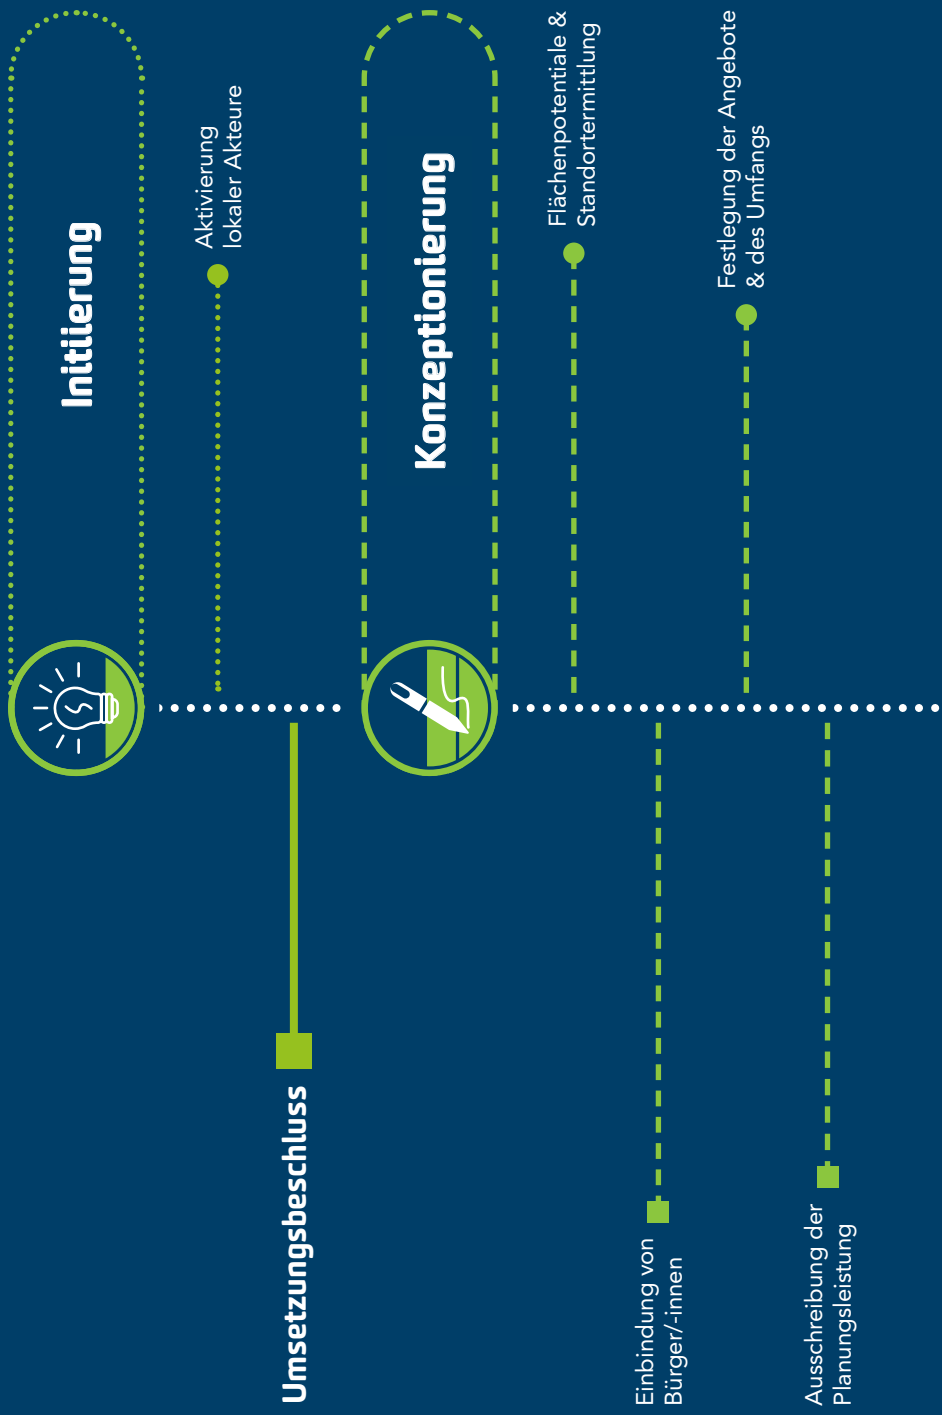 Initiierung
Aktivierung
lokaler Akteure
Umsetzungsbeschluss
Konzeptionierung
Flächenpotentiale &
Standortermittlung
Einbindung von
Bürger/-innen
Festlegung der Angebote
& des Umfangs
Ausschreibung der
Planungsleistung